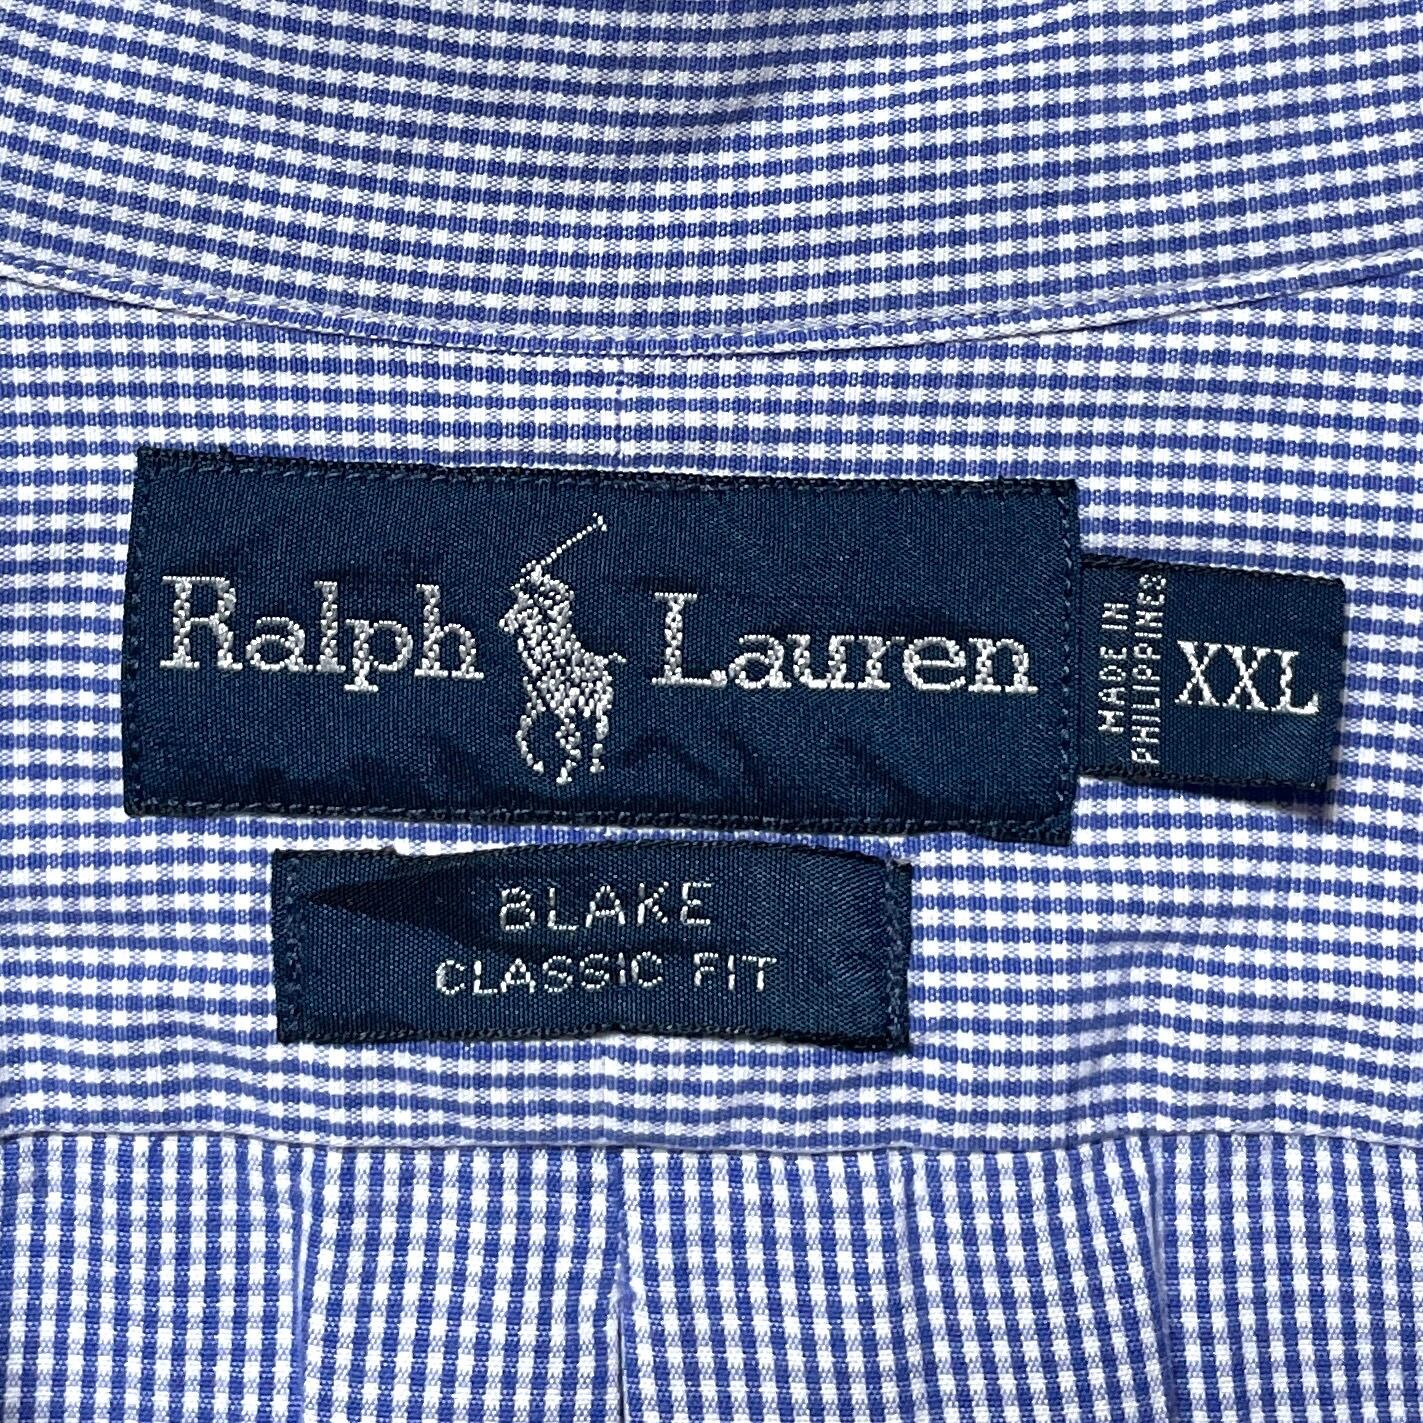 Ralph Lauren
MADE IN
PHILIPPINES
XXL
BLAKE
CLASSIC FIT